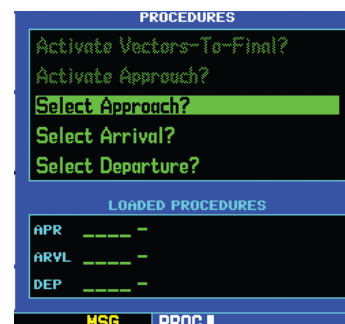 PROCEDURES
Activate Vectors-To-Final?
Activate Approach?
Select Approach?
Select Arrival?
Select Departure?
LOADED PROCEDURES
APR ____-
ARVL ____-
DEP ____-
MSG PROC